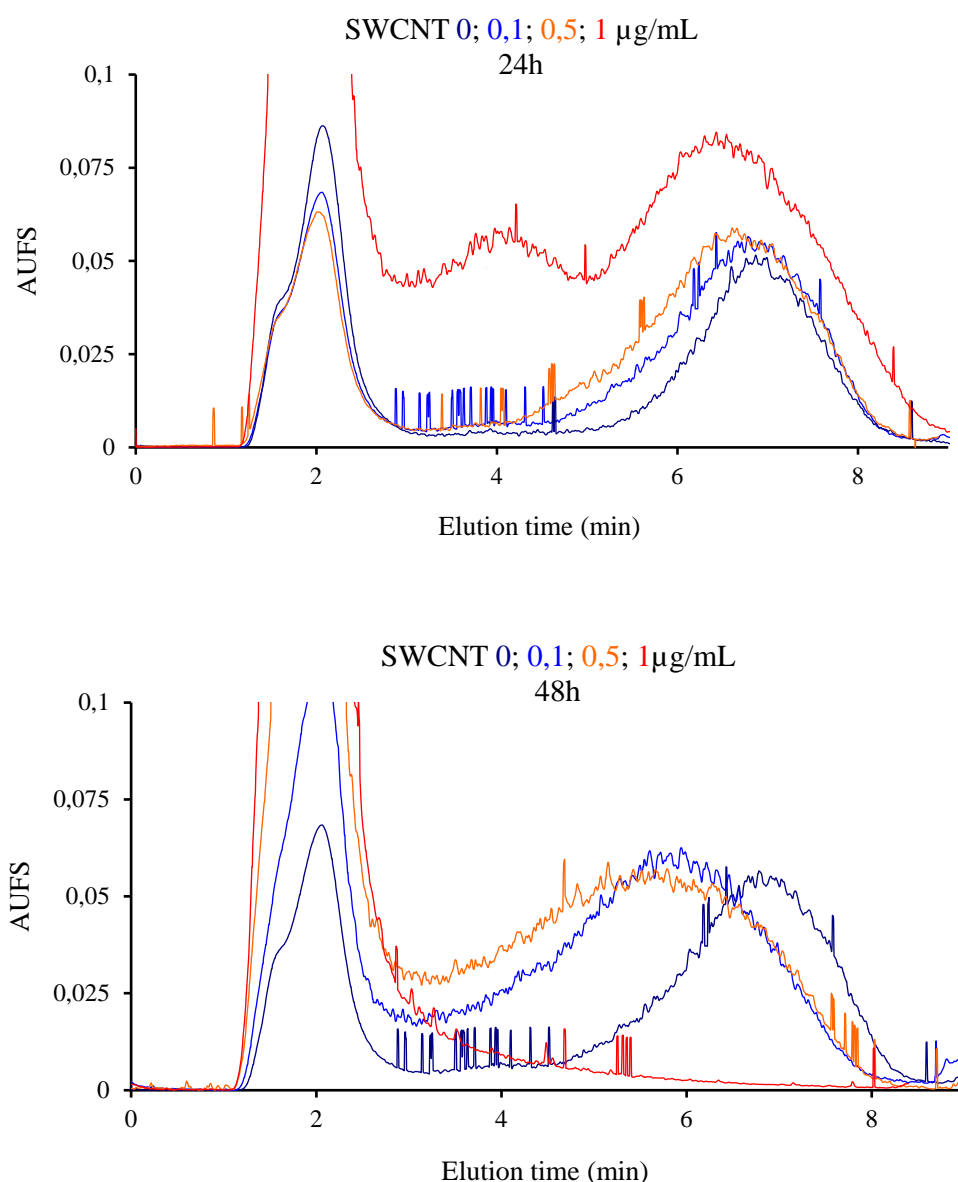 SWCNT 0; 0,1; 0,5; 1 µg/mL
24h
0,1
0,075
0,05
0,025
0
AUFS
0 2 4 6 8
Elution time (min)
SWCNT 0; 0,1; 0,5; 1µg/mL
48h
0,1
0,075
0,05
0,025
0
AUFS
0 2 4 6 8
Elution time (min)